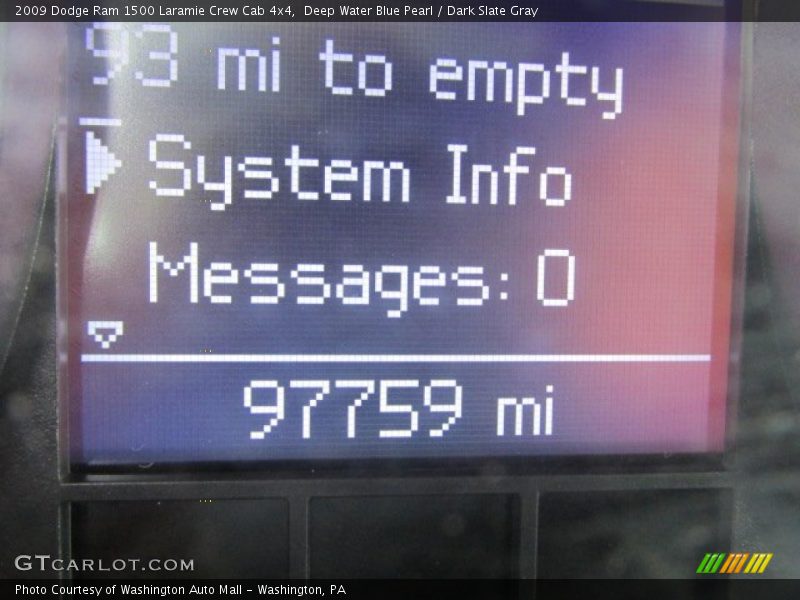 2009 Dodge Ram 1500 Laramie Crew Cab 4x4, Deep Water Blue Pearl / Dark Slate Gray
93 mi to empty
System Info
Messages: 0
97759 mi
GTCARLOT.COM
Photo Courtesy of Washington Auto Mall - Washington, PA